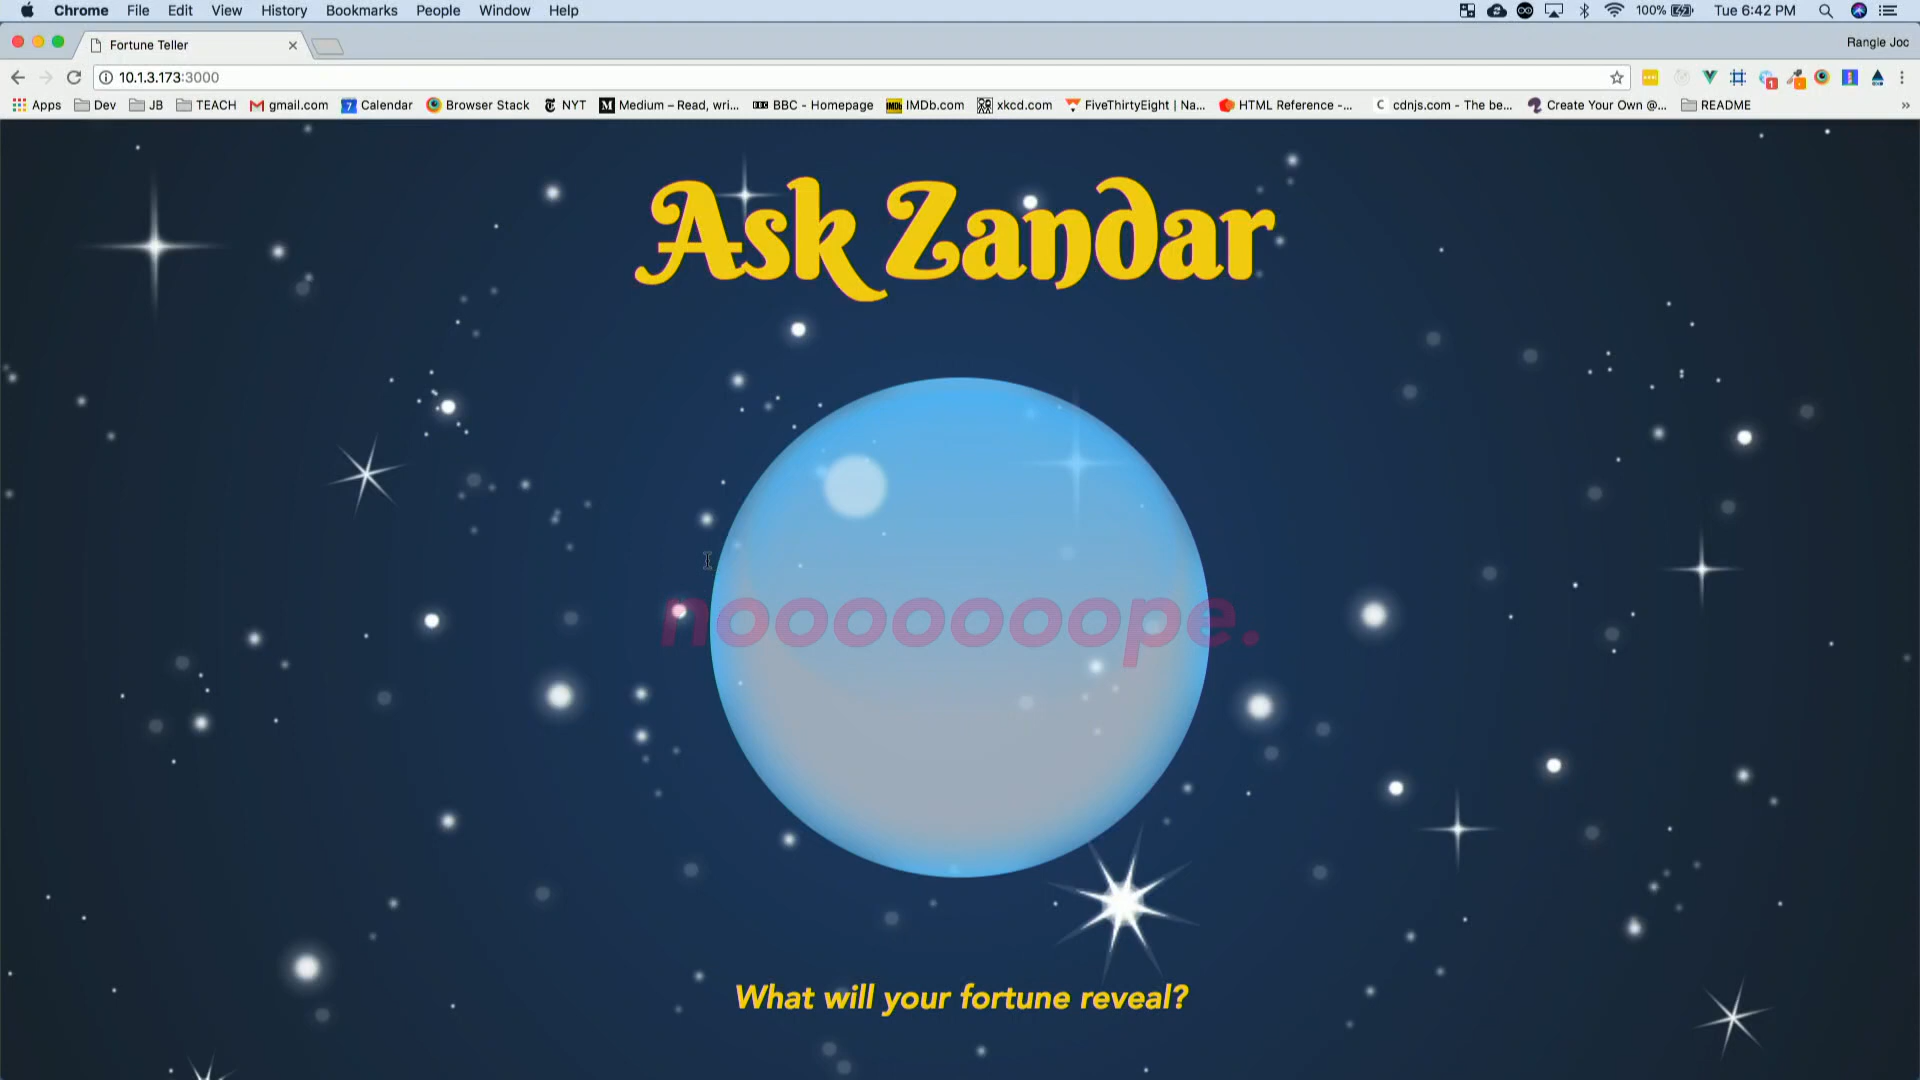 Chrome File Edit View History Bookmarks People Window Help 100% Tue 6:42 PM
Fortune Teller Rangle Joc
10.1.3.173:3000
Apps Dev JB TEACH gmail.com 7 Calendar Browser Stack NYT Medium – Read, wri... BBC - Homepage IMDb.com xkcd.com FiveThirtyEight | Na... HTML Reference -... cdnjs.com - The be... Create Your Own @... README »
Ask Zandar
noooooooope.
What will your fortune reveal?